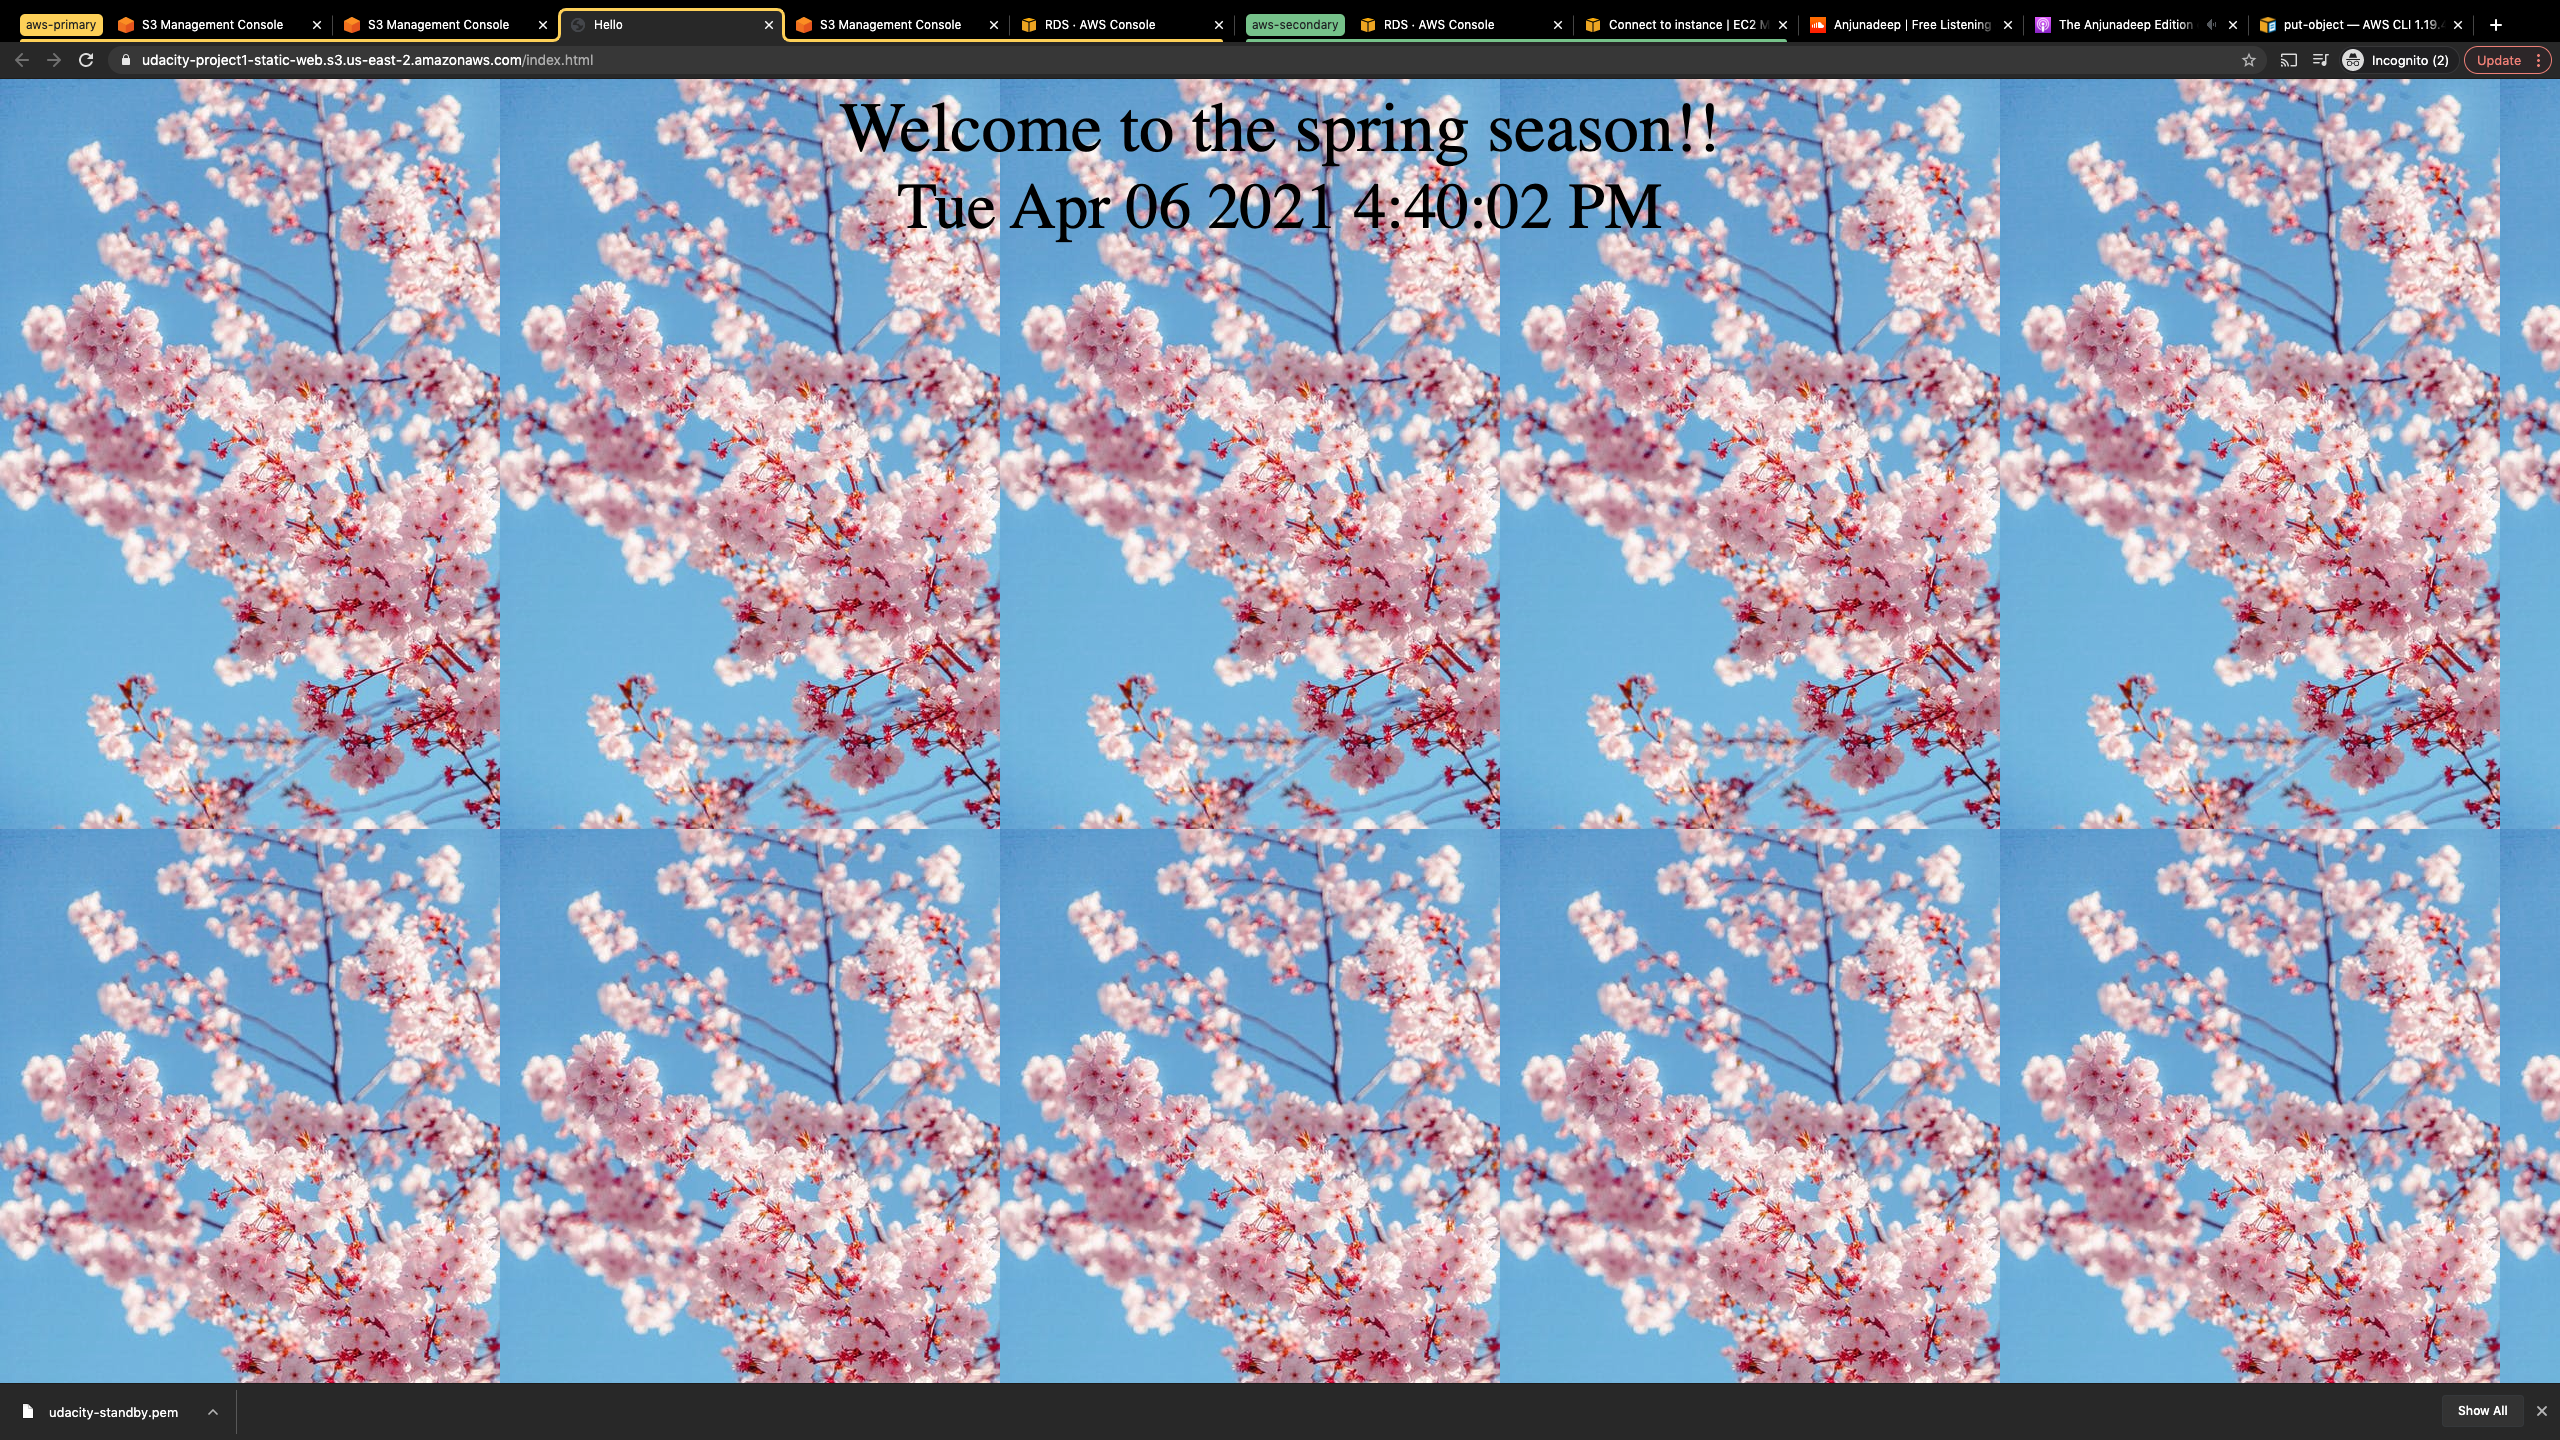 aws-primary
S3 Management Console
S3 Management Console
Hello
S3 Management Console
RDS · AWS Console
aws-secondary
RDS · AWS Console
Connect to instance | EC2 M
Anjunadeep | Free Listening
The Anjunadeep Edition
put-object — AWS CLI 1.19.
udacity-project1-static-web.s3.us-east-2.amazonaws.com/index.html
Incognito (2)
Update
Welcome to the spring season!!
Tue Apr 06 2021 4:40:02 PM
udacity-standby.pem
Show All